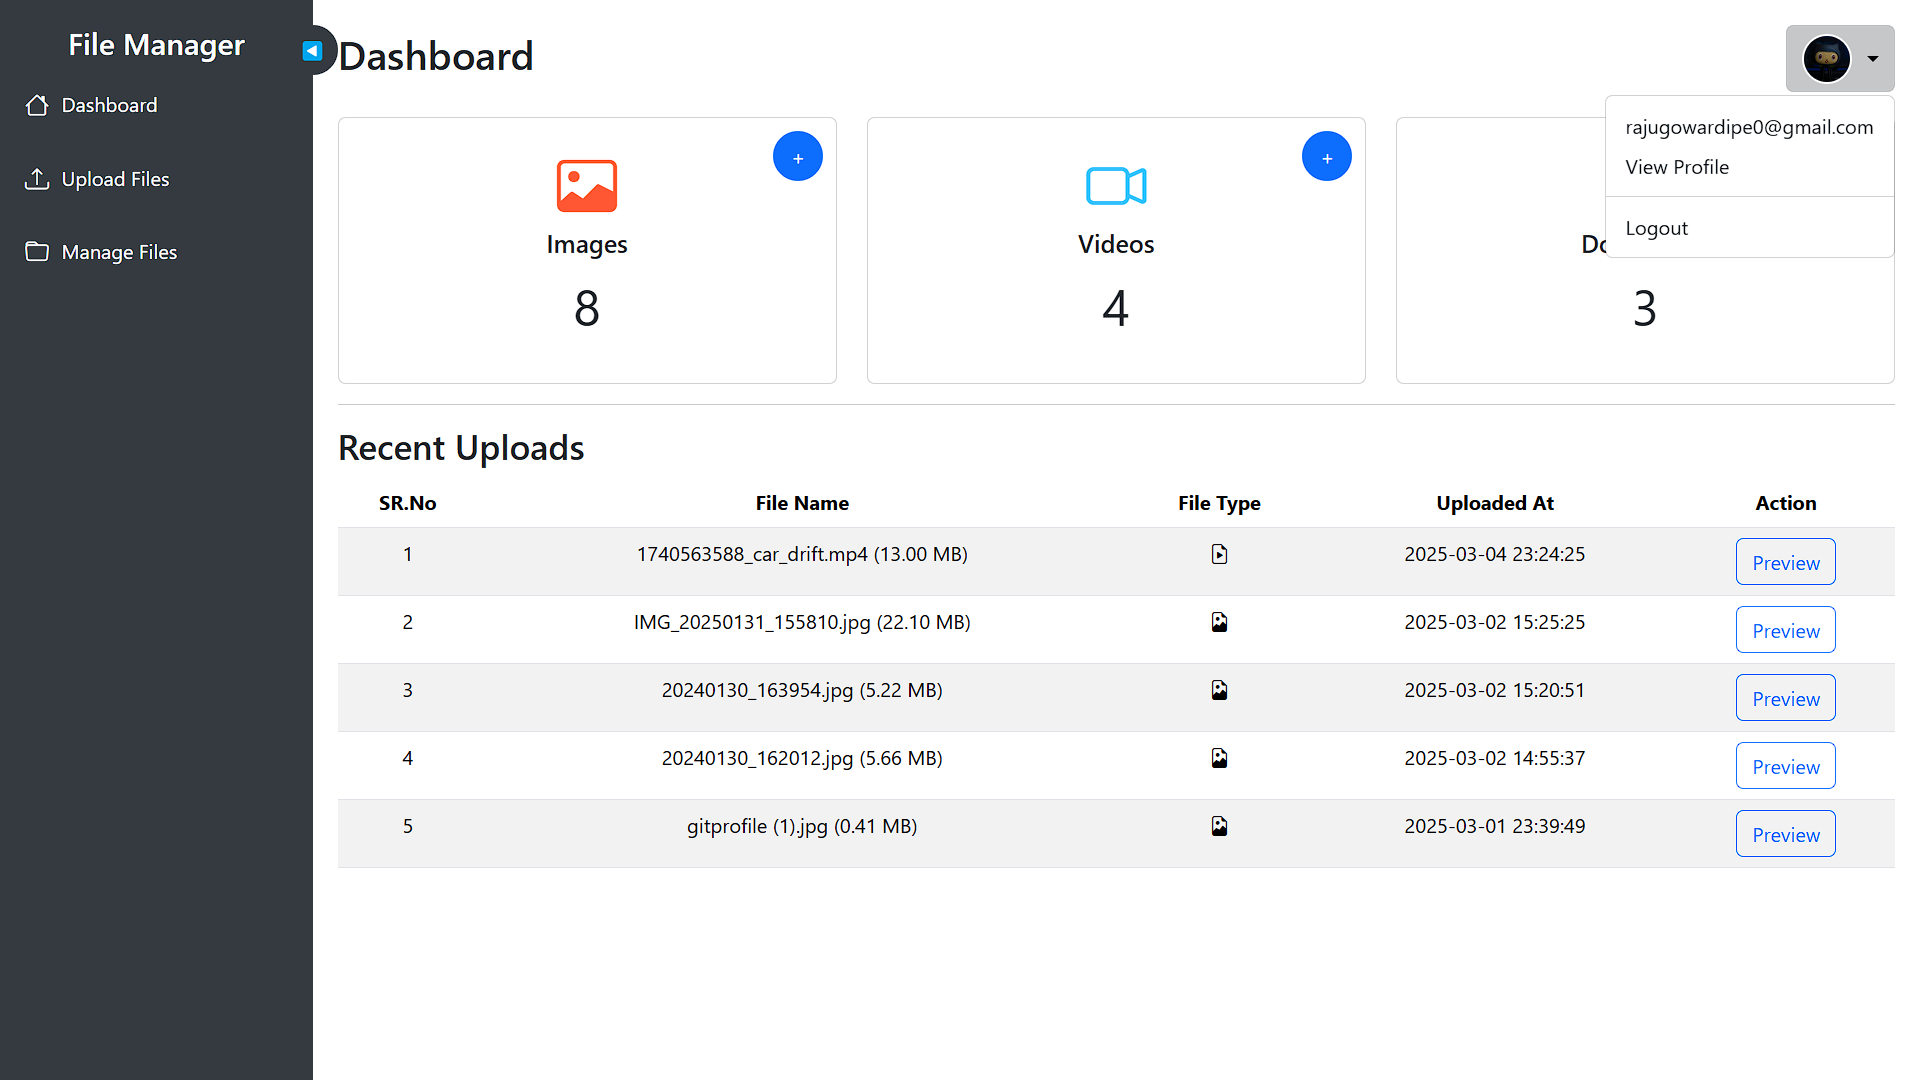 File Manager
Dashboard
Upload Files
Manage Files
Dashboard
rajugowardipe0@gmail.com
View Profile
Logout
+
Images
8
+
Videos
4
3
Recent Uploads
SR.No File Name File Type Uploaded At Action
1 1740563588_car_drift.mp4 (13.00 MB) 2025-03-04 23:24:25 Preview
2 IMG_20250131_155810.jpg (22.10 MB) 2025-03-02 15:25:25 Preview
3 20240130_163954.jpg (5.22 MB) 2025-03-02 15:20:51 Preview
4 20240130_162012.jpg (5.66 MB) 2025-03-02 14:55:37 Preview
5 gitprofile (1).jpg (0.41 MB) 2025-03-01 23:39:49 Preview